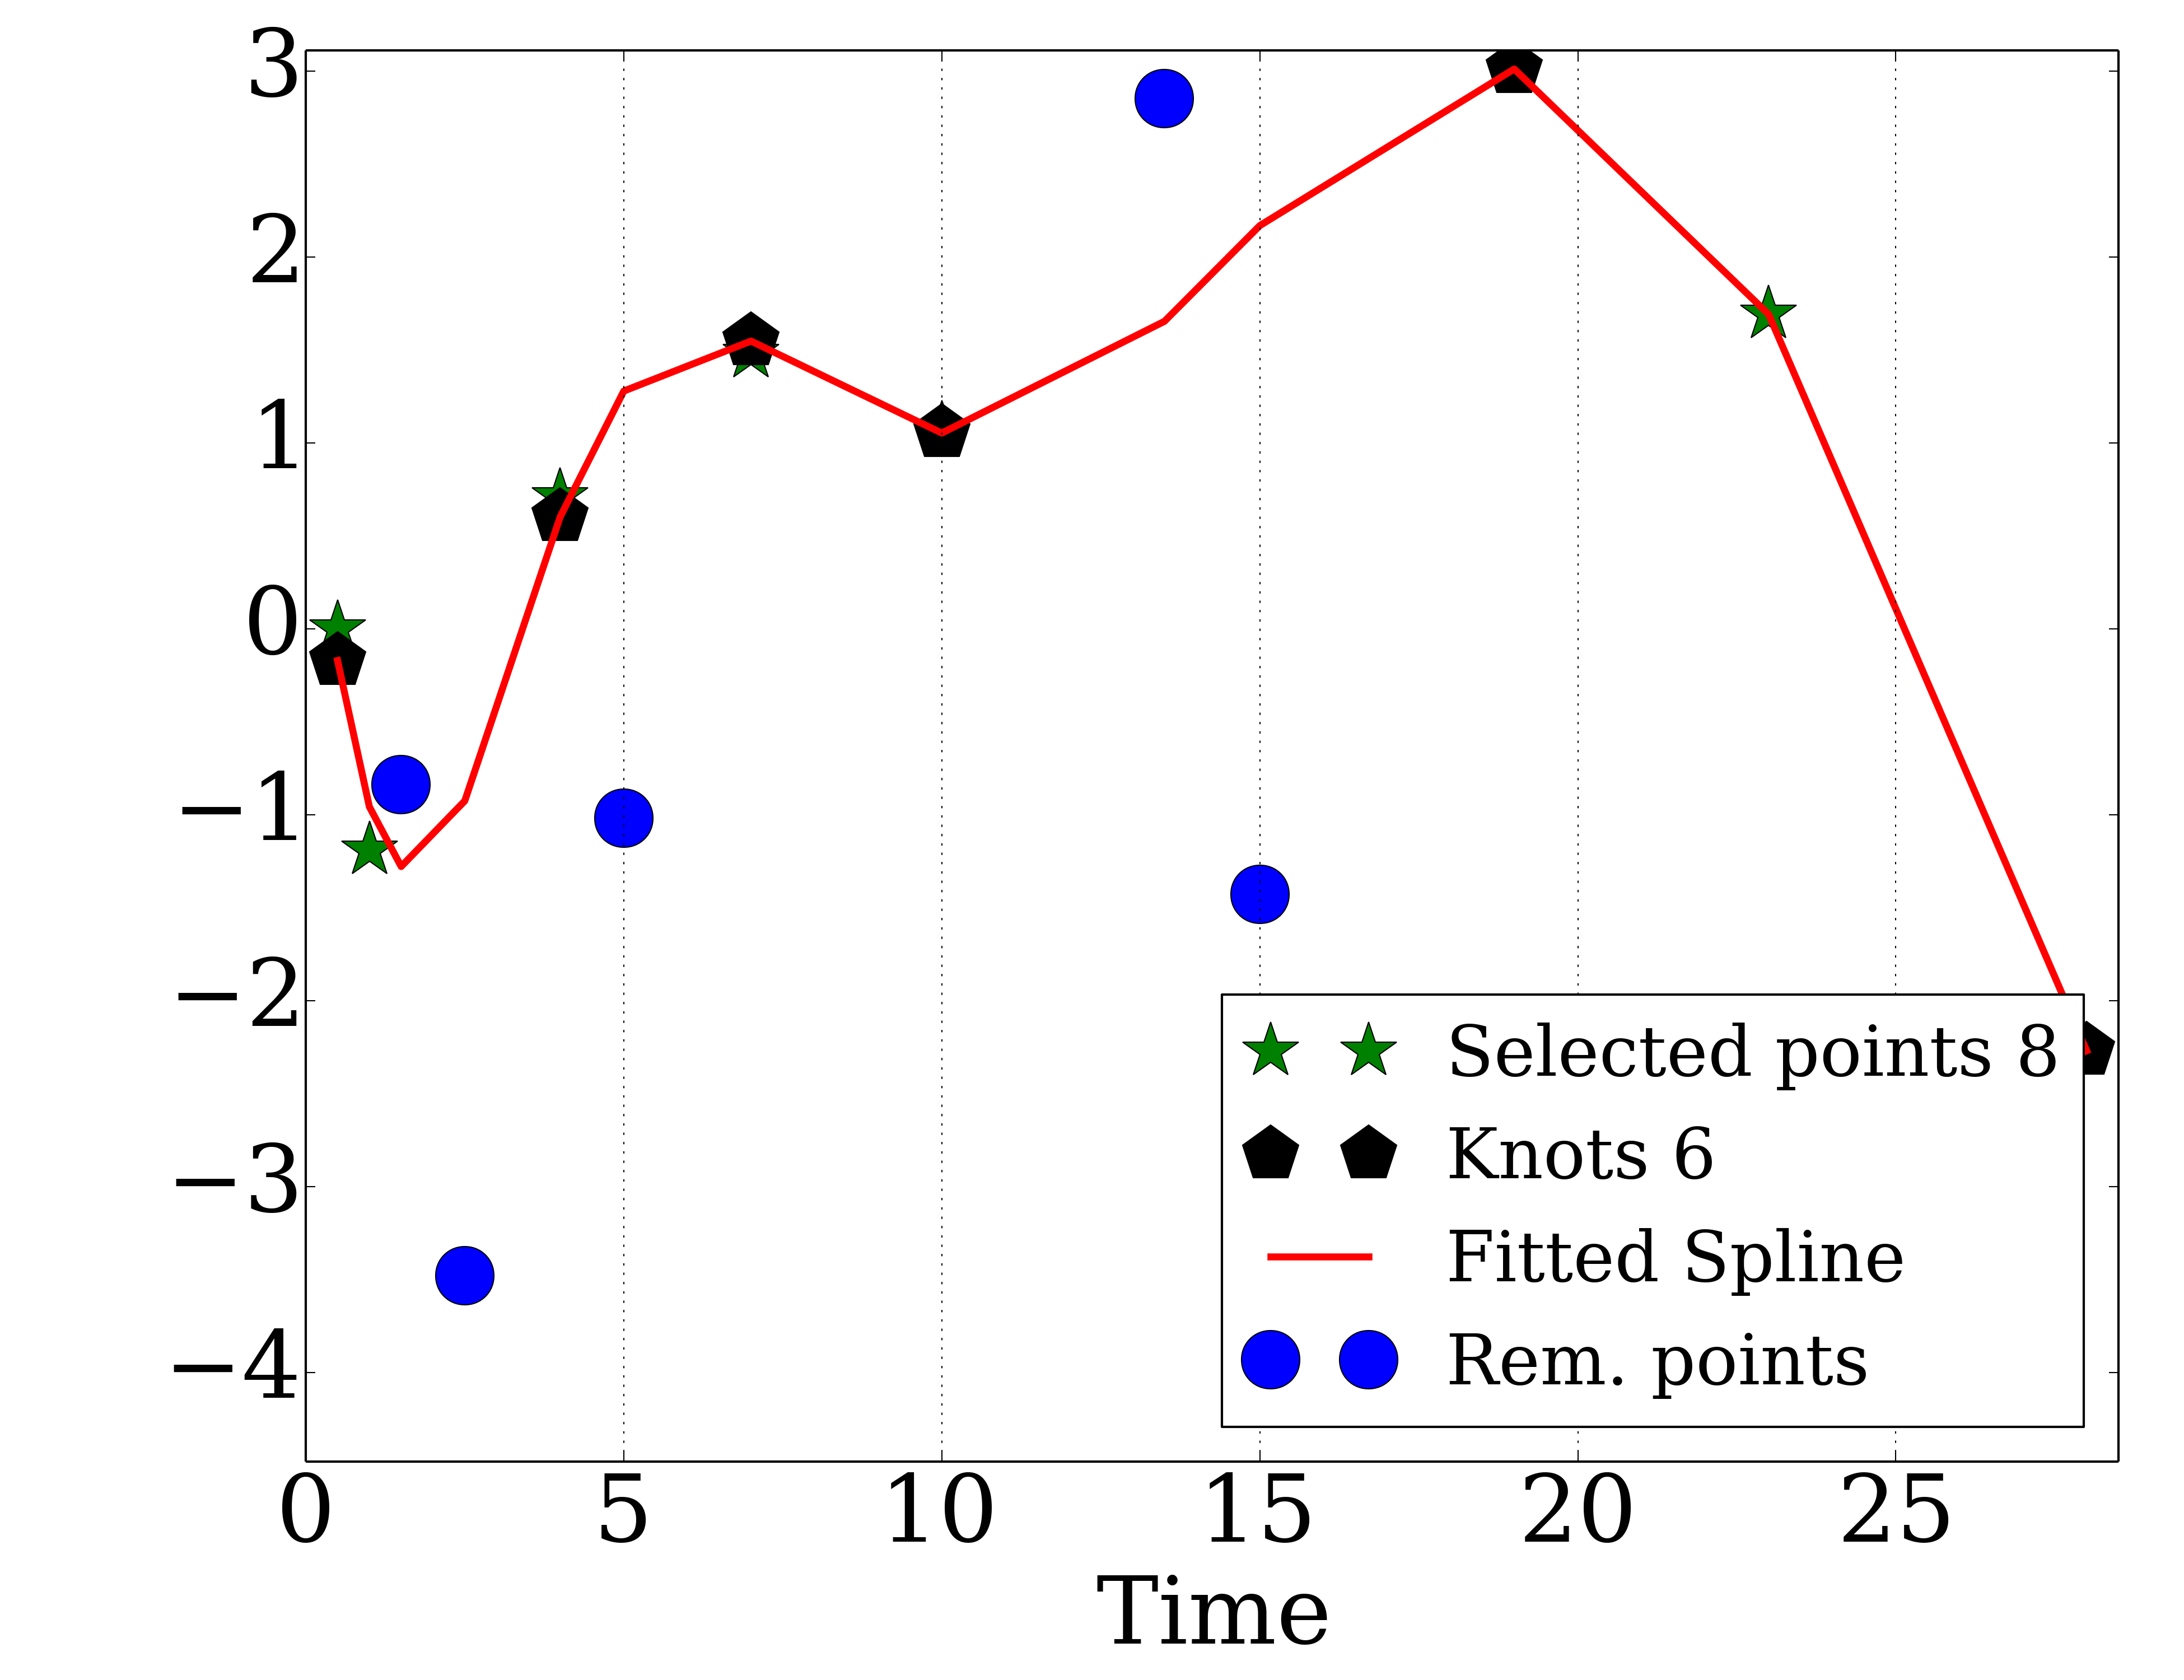 3
2
1
0
−1
−2
−3
−4
Selected points 8
Knots 6
Fitted Spline
Rem. points
0 5 10 15 20 25
Time